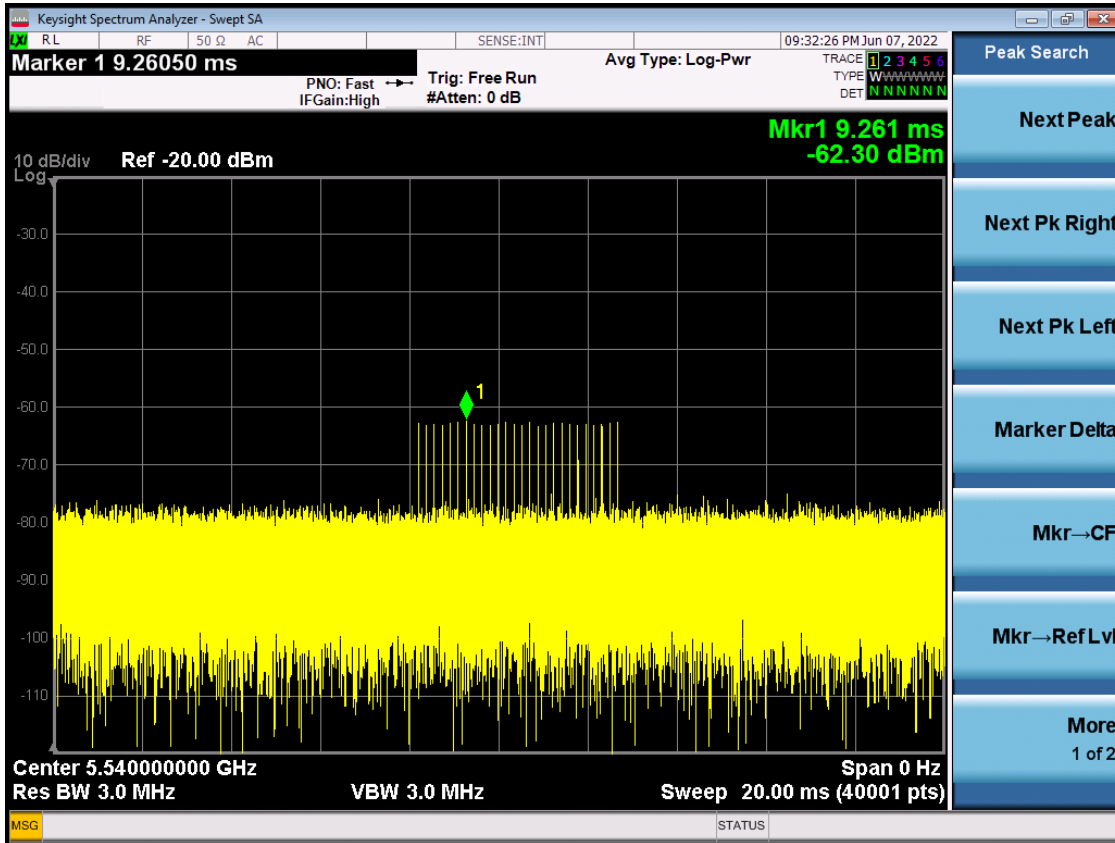 Keysight Spectrum Analyzer - Swept SA
LXI RL RF 50 Ω AC SENSE:INT 09:32:26 PM Jun 07, 2022
Marker 1 9.26050 ms
PNO: Fast
IFGain:High
Trig: Free Run
#Atten: 0 dB
Avg Type: Log-Pwr
TRACE 1 2 3 4 5 6
TYPE WWWWWWW
DET N N N N N N
Mkr1 9.261 ms
-62.30 dBm
10 dB/div Ref -20.00 dBm
Log
1
-30.0
-40.0
-50.0
-60.0
-70.0
-80.0
-90.0
-100
-110
Center 5.540000000 GHz Span 0 Hz
Res BW 3.0 MHz VBW 3.0 MHz Sweep 20.00 ms (40001 pts)
MSG STATUS
Peak Search
Next Peak
Next Pk Right
Next Pk Left
Marker Delta
Mkr→CF
Mkr→Ref Lvl
More
1 of 2